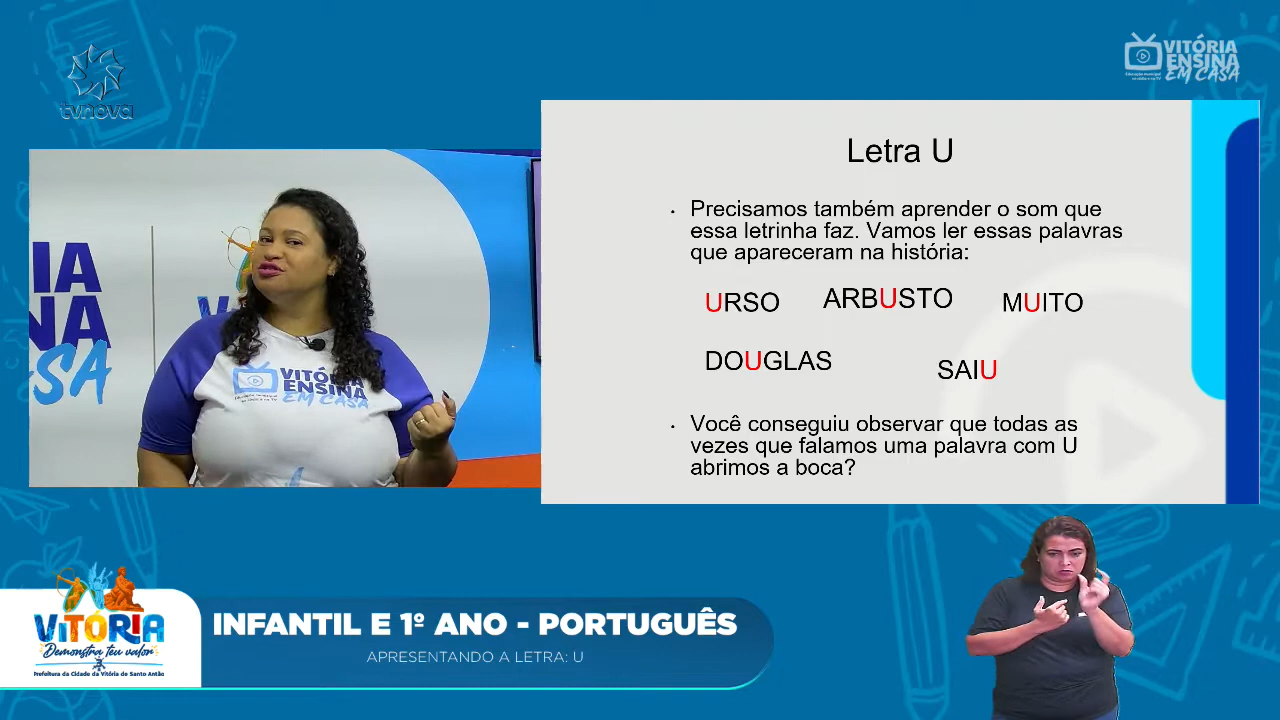 tvnova
VITÓRIA
ENSINA
EM CASA
Letra U
• Precisamos também aprender o som que
essa letrinha faz. Vamos ler essas palavras
que apareceram na história:
URSO ARBUSTO MUITO
DOUGLAS SAIU
• Você conseguiu observar que todas as
vezes que falamos uma palavra com U
abrimos a boca?
IA
NA
SA
VITÓRIA
ENSINA
EM CASA
VITÓRIA
Demonstra teu valor
Prefeitura da Cidade da Vitória de Santo Antão
INFANTIL E 1º ANO - PORTUGUÊS
APRESENTANDO A LETRA: U